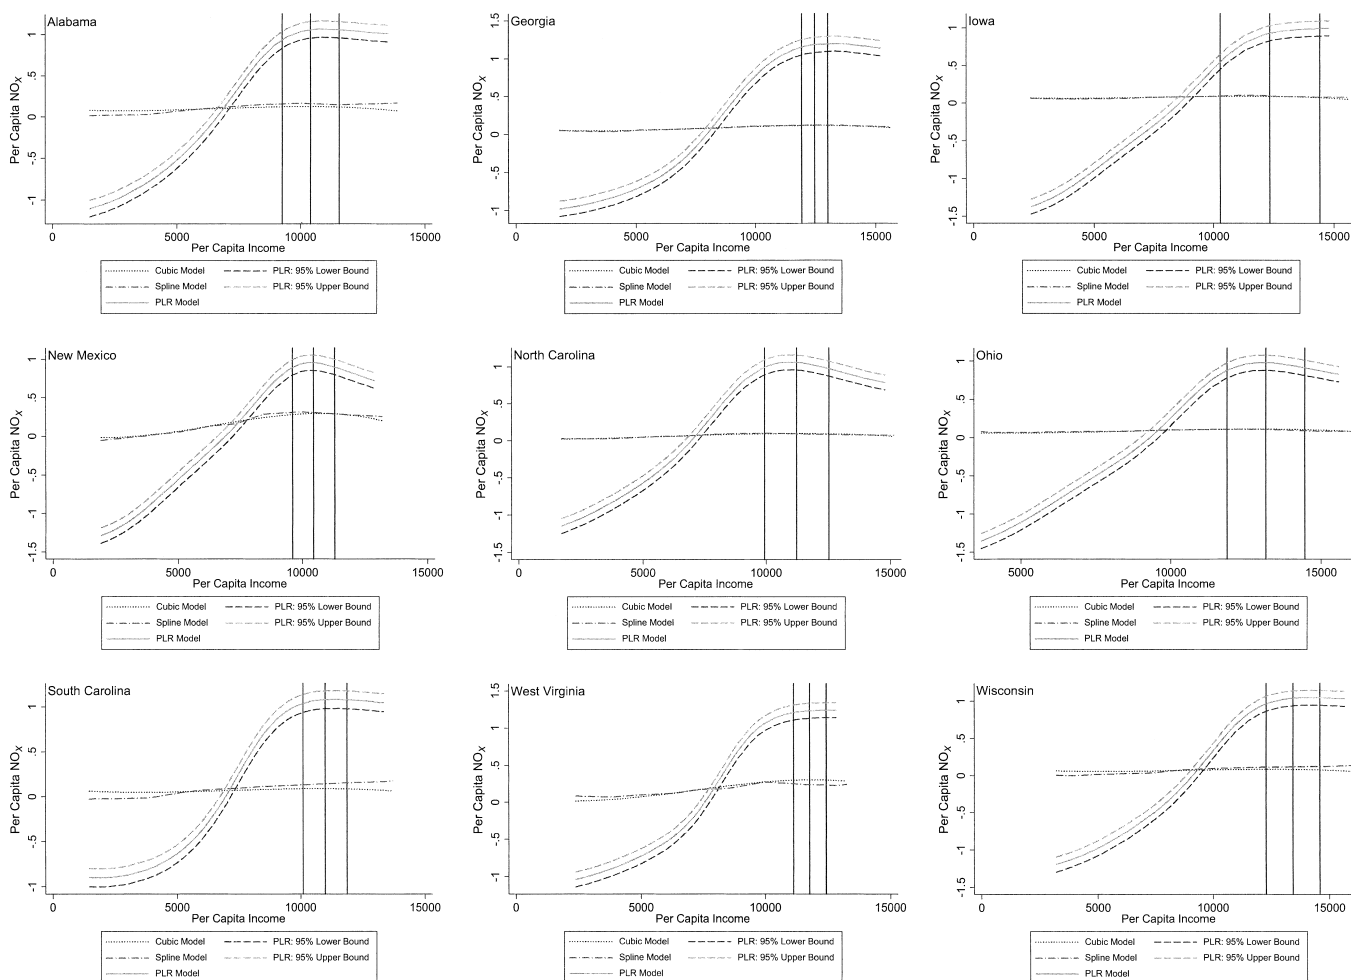 Alabama
Per Capita NOX
1
.5
0
-.5
-1
0 5000 10000 15000
Per Capita Income
Cubic Model PLR: 95% Lower Bound
Spline Model PLR: 95% Upper Bound
PLR Model
Georgia
Per Capita NOX
1.5
1
.5
0
-.5
-1
0 5000 10000 15000
Per Capita Income
Cubic Model PLR: 95% Lower Bound
Spline Model PLR: 95% Upper Bound
PLR Model
Iowa
Per Capita NOX
1
.5
0
-.5
-1
-1.5
0 5000 10000 15000
Per Capita Income
Cubic Model PLR: 95% Lower Bound
Spline Model PLR: 95% Upper Bound
PLR Model
New Mexico
Per Capita NOX
1
.5
0
-.5
-1
-1.5
0 5000 10000 15000
Per Capita Income
Cubic Model PLR: 95% Lower Bound
Spline Model PLR: 95% Upper Bound
PLR Model
North Carolina
Per Capita NOX
1
.5
0
-.5
-1
-1.5
0 5000 10000 15000
Per Capita Income
Cubic Model PLR: 95% Lower Bound
Spline Model PLR: 95% Upper Bound
PLR Model
Ohio
Per Capita NOX
1
.5
0
-.5
-1
-1.5
5000 10000 15000
Per Capita Income
Cubic Model PLR: 95% Lower Bound
Spline Model PLR: 95% Upper Bound
PLR Model
South Carolina
Per Capita NOX
1
.5
0
-.5
-1
0 5000 10000 15000
Per Capita Income
Cubic Model PLR: 95% Lower Bound
Spline Model PLR: 95% Upper Bound
PLR Model
West Virginia
Per Capita NOX
1.5
1
.5
0
-.5
-1
0 5000 10000 15000
Per Capita Income
Cubic Model PLR: 95% Lower Bound
Spline Model PLR: 95% Upper Bound
PLR Model
Wisconsin
Per Capita NOX
1
.5
0
-.5
-1
-1.5
0 5000 10000 15000
Per Capita Income
Cubic Model PLR: 95% Lower Bound
Spline Model PLR: 95% Upper Bound
PLR Model